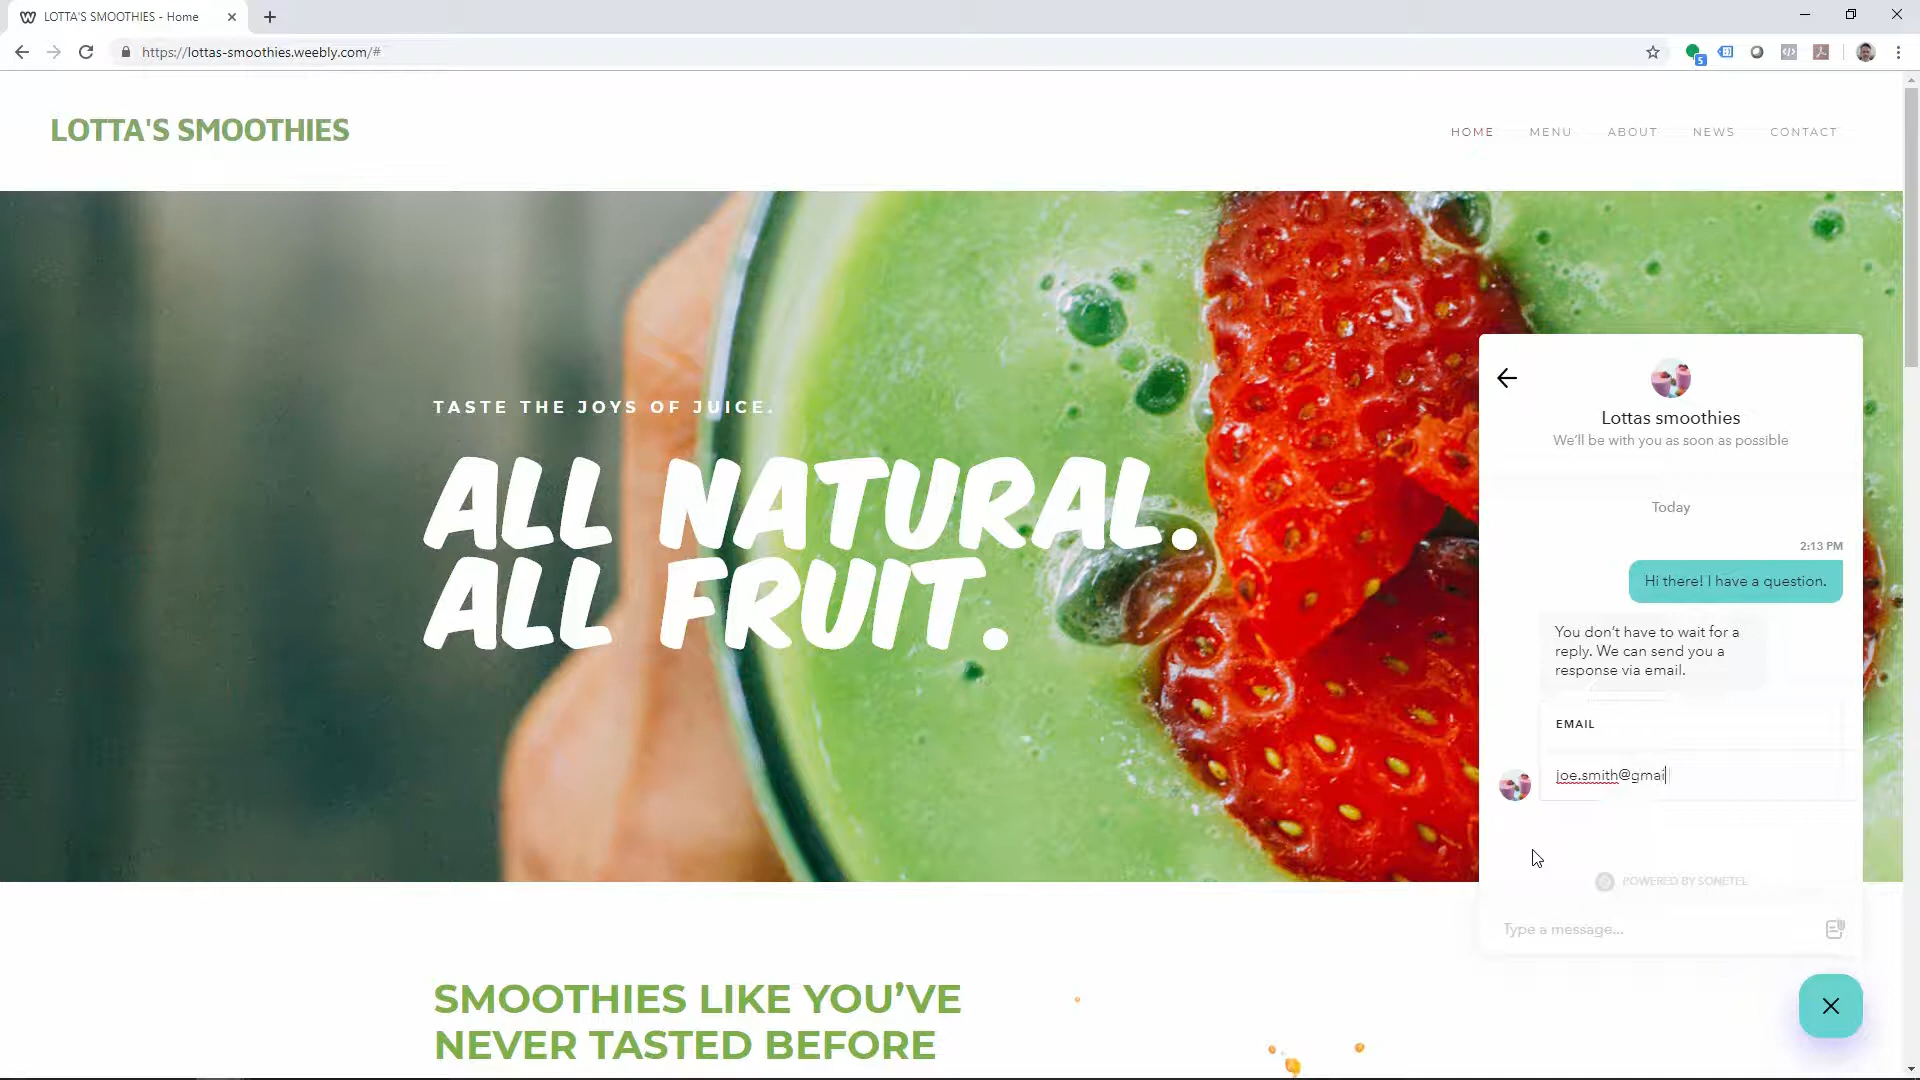 LOTTA'S SMOOTHIES - Home
5
https://lottas-smoothies.weebly.com/#
LOTTA'S SMOOTHIES
HOME MENU ABOUT NEWS CONTACT
TASTE THE JOYS OF JUICE.
ALL NATURAL.
ALL FRUIT.
SMOOTHIES LIKE YOU’VE
NEVER TASTED BEFORE
Lottas smoothies
We’ll be with you as soon as possible
Today
2:13 PM
Hi there! I have a question.
You don’t have to wait for a
reply. We can send you a
response via email.
EMAIL
joe.smith@gmai
POWERED BY SONETEL
Type a message...